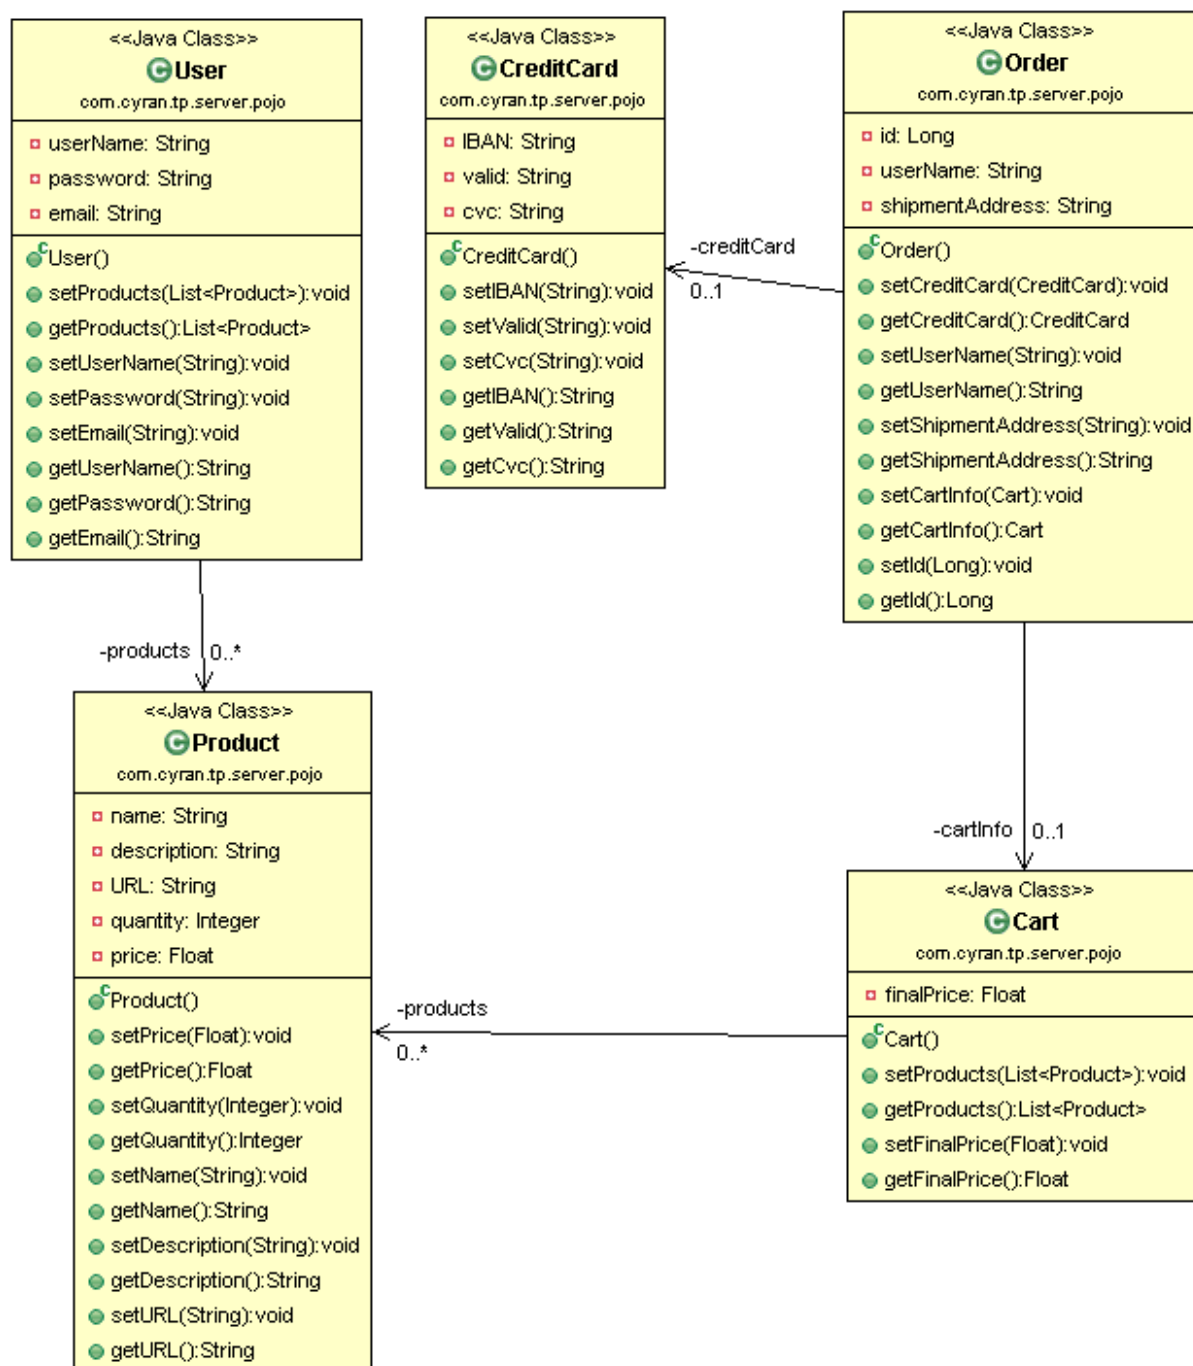 <<Java Class>>
User
com.cyran.tp.server.pojo
userName: String
password: String
email: String
User()
setProducts(List<Product>):void
getProducts():List<Product>
setUserName(String):void
setPassword(String):void
setEmail(String):void
getUserName():String
getPassword():String
getEmail():String
<<Java Class>>
CreditCard
com.cyran.tp.server.pojo
IBAN: String
valid: String
cvc: String
CreditCard()
setIBAN(String):void
setValid(String):void
setCvc(String):void
getIBAN():String
getValid():String
getCvc():String
-creditCard
0..1
<<Java Class>>
Order
com.cyran.tp.server.pojo
id: Long
userName: String
shipmentAddress: String
Order()
setCreditCard(CreditCard):void
getCreditCard():CreditCard
setUserName(String):void
getUserName():String
setShipmentAddress(String):void
getShipmentAddress():String
setCartInfo(Cart):void
getCartInfo():Cart
setId(Long):void
getId():Long
-products 0..*
<<Java Class>>
Product
com.cyran.tp.server.pojo
name: String
description: String
URL: String
quantity: Integer
price: Float
Product()
setPrice(Float):void
getPrice():Float
setQuantity(Integer):void
getQuantity():Integer
setName(String):void
getName():String
setDescription(String):void
getDescription():String
setURL(String):void
getURL():String
-products
0..*
-cartInfo 0..1
<<Java Class>>
Cart
com.cyran.tp.server.pojo
finalPrice: Float
Cart()
setProducts(List<Product>):void
getProducts():List<Product>
setFinalPrice(Float):void
getFinalPrice():Float